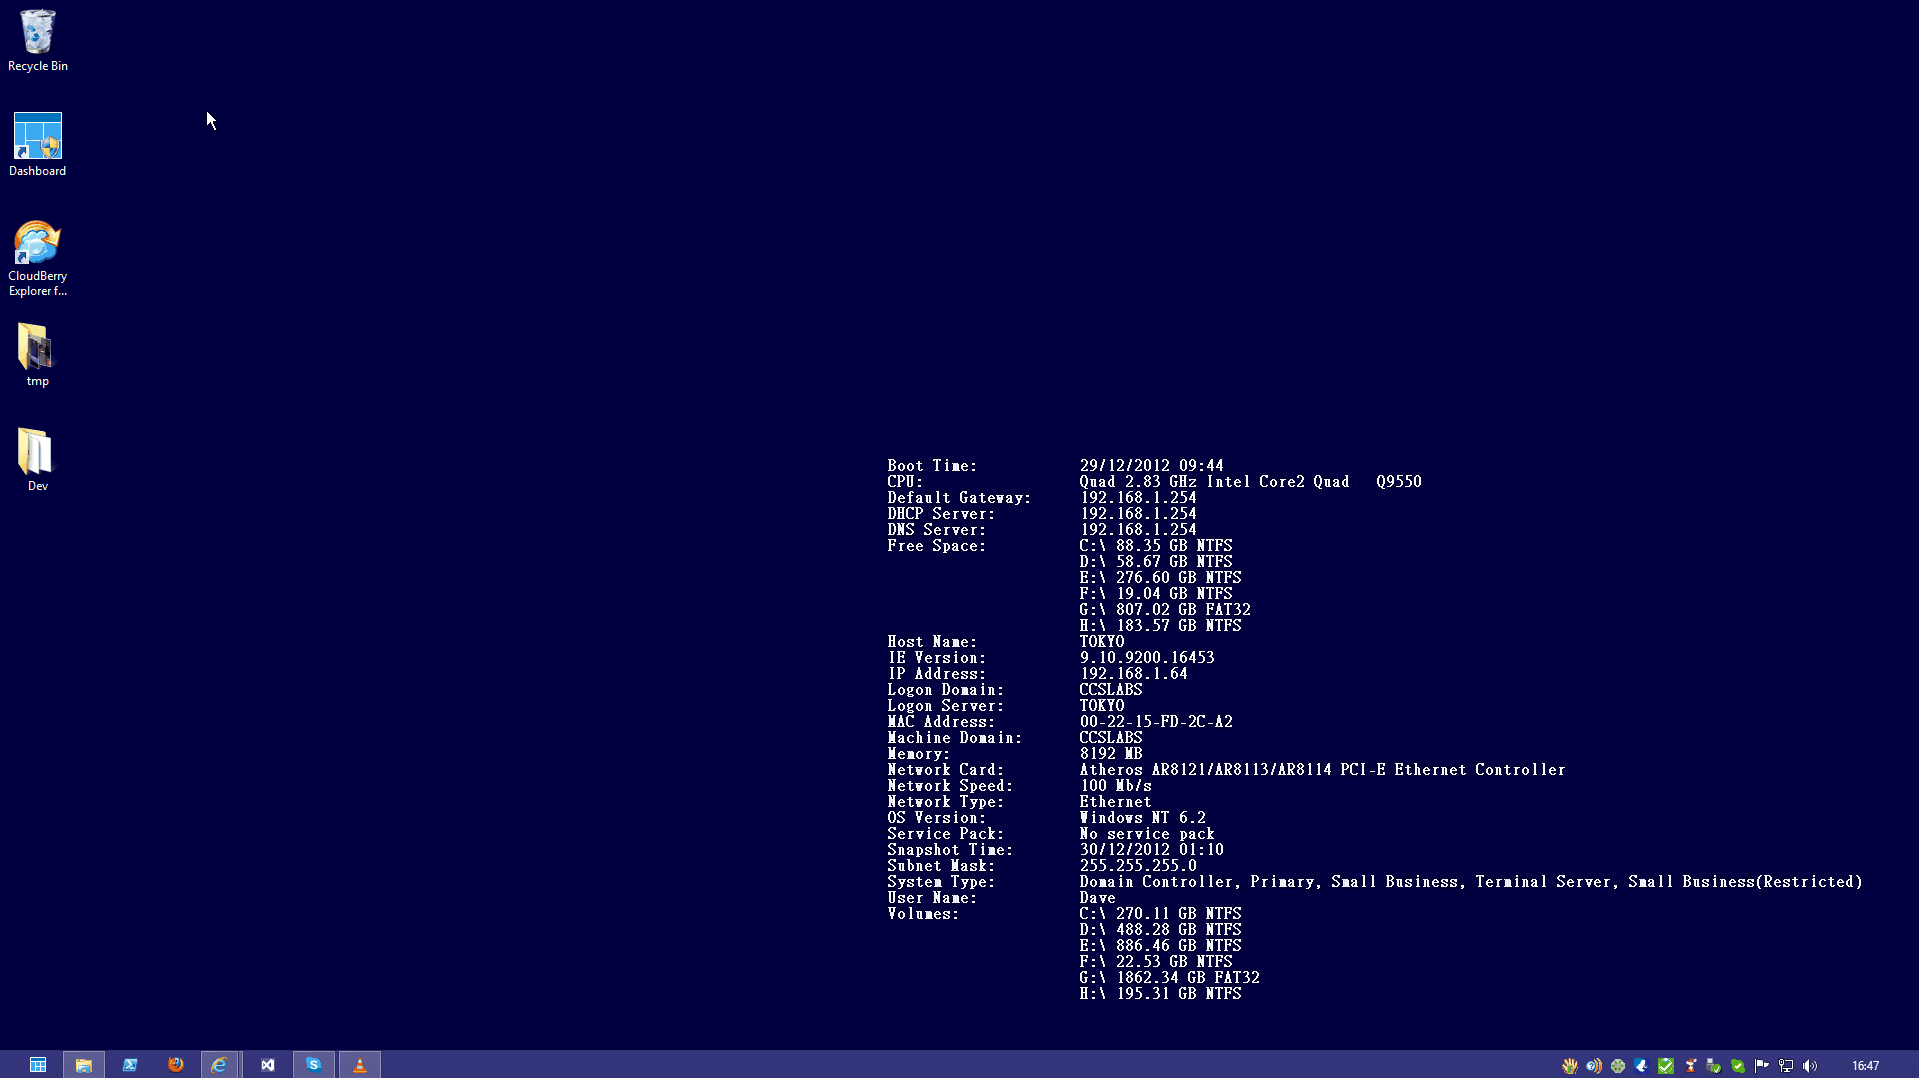 Recycle Bin
Dashboard
CloudBerry
Explorer f...
tmp
Dev
Boot Time: 29/12/2012 09:44
CPU: Quad 2.83 GHz Intel Core2 Quad Q9550
Default Gateway: 192.168.1.254
DHCP Server: 192.168.1.254
DNS Server: 192.168.1.254
Free Space: C:\ 88.35 GB NTFS
D:\ 58.67 GB NTFS
E:\ 276.60 GB NTFS
F:\ 19.04 GB NTFS
G:\ 807.02 GB FAT32
H:\ 183.57 GB NTFS
Host Name: TOKYO
IE Version: 9.10.9200.16453
IP Address: 192.168.1.64
Logon Domain: CCSLABS
Logon Server: TOKYO
MAC Address: 00-22-15-FD-2C-A2
Machine Domain: CCSLABS
Memory: 8192 MB
Network Card: Atheros AR8121/AR8113/AR8114 PCI-E Ethernet Controller
Network Speed: 100 Mb/s
Network Type: Ethernet
OS Version: Windows NT 6.2
Service Pack: No service pack
Snapshot Time: 30/12/2012 01:10
Subnet Mask: 255.255.255.0
System Type: Domain Controller, Primary, Small Business, Terminal Server, Small Business(Restricted)
User Name: Dave
Volumes: C:\ 270.11 GB NTFS
D:\ 488.28 GB NTFS
E:\ 886.46 GB NTFS
F:\ 22.53 GB NTFS
G:\ 1862.34 GB FAT32
H:\ 195.31 GB NTFS
16:47